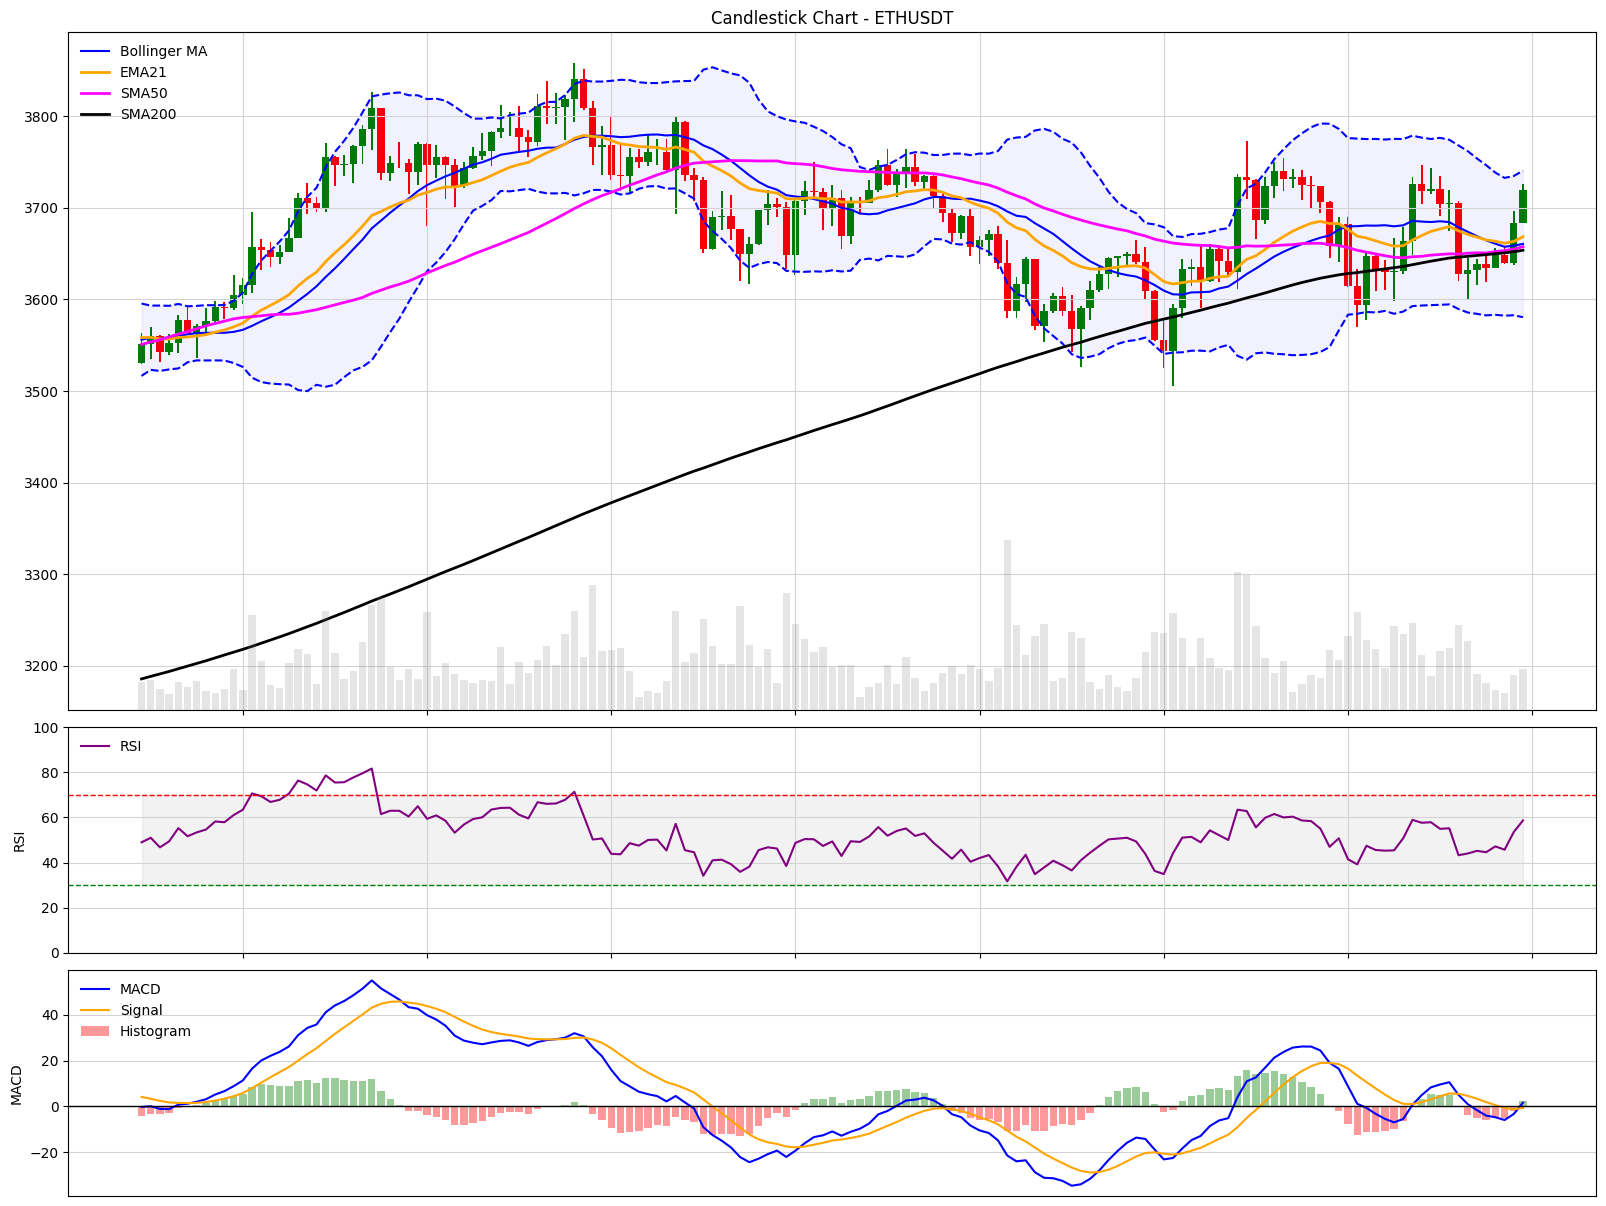 Candlestick Chart - ETHUSDT
Bollinger MA
EMA21
SMA50
SMA200
3800
3700
3600
3500
3400
3300
3200
RSI
100
80
60
40
20
0
RSI
MACD
Signal
Histogram
40
20
0
−20
MACD